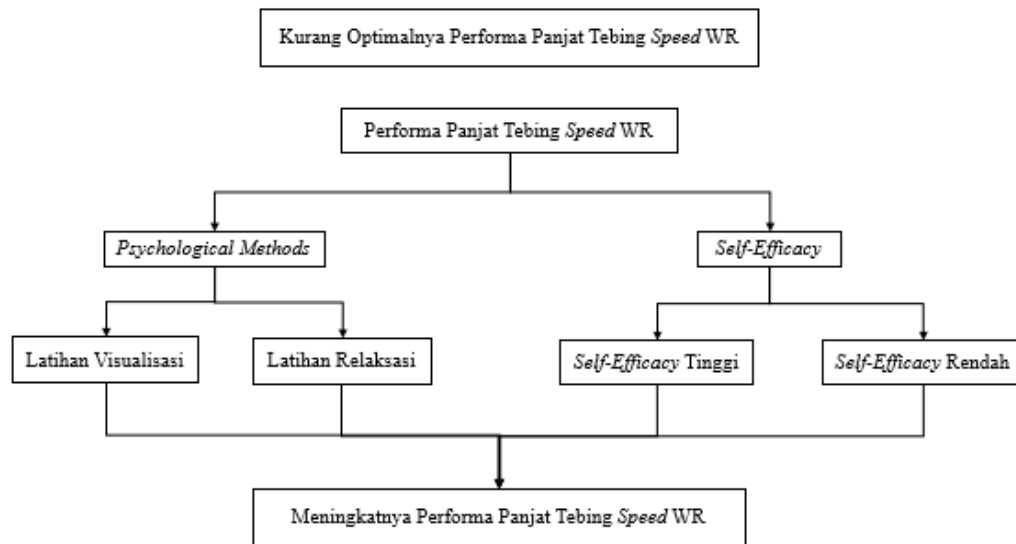 Kurang Optimalnya Performa Panjat Tebing Speed WR
Performa Panjat Tebing Speed WR
Psychological Methods
Self-Efficacy
Latihan Visualisasi
Latihan Relaksasi
Self-Efficacy Tinggi
Self-Efficacy Rendah
Meningkatnya Performa Panjat Tebing Speed WR